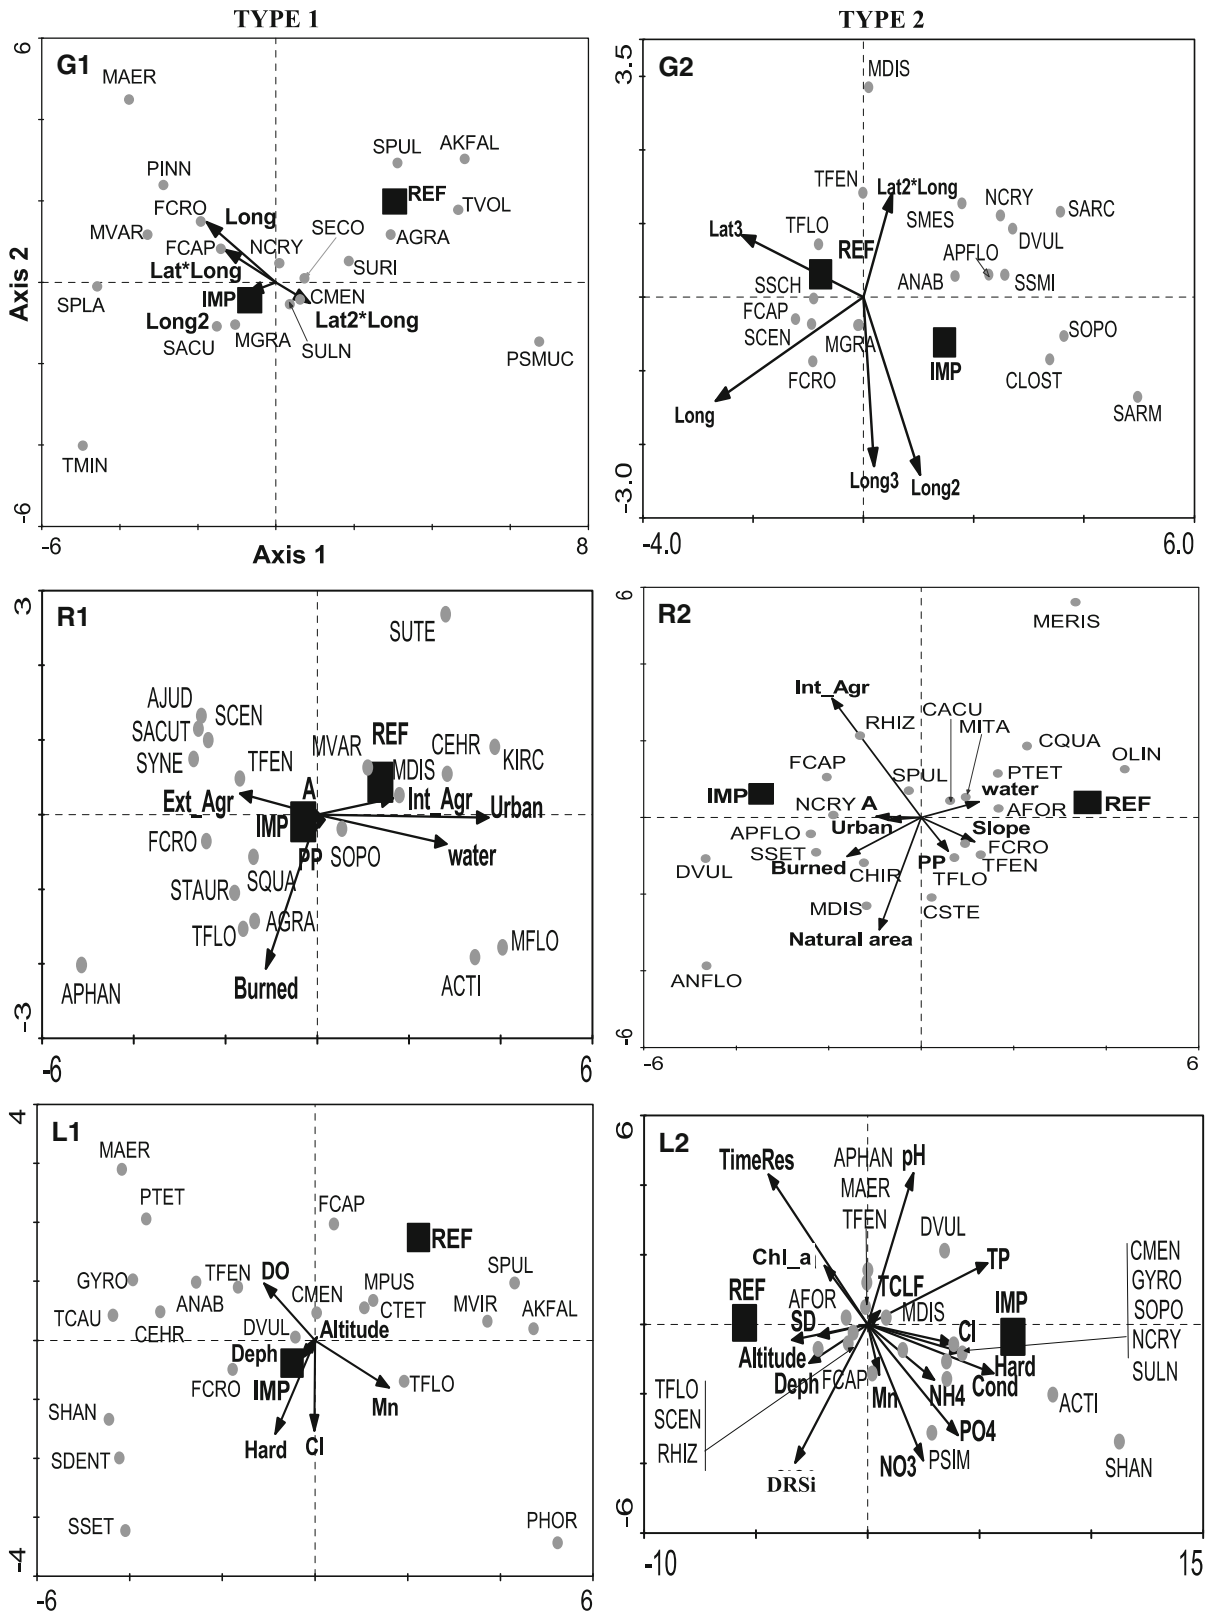 TYPE 1
TYPE 2
6
G1
MAER
SPUL
AKFAL
PINN
REF
FCRO
Long
TVOL
SECO
MVAR
FCAP
NCRY
AGRA
Lat*Long
SURI
SPLA
IMP
CMEN
Long2
Lat2*Long
SACU
MGRA
SULN
PSMUC
TMIN
Axis 2
-6
-6
Axis 1
8
3.5
G2
MDIS
TFEN
Lat2*Long
NCRY
SARC
SMES
TFLO
Lat3
DVUL
REF
APFLO
SSCH
ANAB
SSMI
FCAP
SOPO
SCEN
MGRA
IMP
FCRO
CLOST
Long
SARM
Long3
Long2
-3.0
-4.0
6.0
3
R1
SUTE
AJUD
SCEN
SACUT
REF
MVAR
CEHR
SYNE
TFEN
KIRC
MDIS
A
Ext_Agr
Int_Agr
Urban
IMP
FCRO
PP
SOPO
water
SQUA
STAUR
AGRA
TFLO
MFLO
Burned
ACTI
APHAN
-3
-6
6
6
R2
MERIS
Int_Agr
CACU
RHIZ
MITA
CQUA
OLIN
FCAP
SPUL
PTET
water
IMP
REF
NCRY
A
AFOR
Urban
Slope
APFLO
FCRO
SSET
PP
TFEN
DVUL
Burned
CHIR
TFLO
MDIS
CSTE
Natural area
ANFLO
-6
-6
6
4
L1
MAER
PTET
FCAP
REF
GYRO
TFEN
DO
MPUS
SPUL
ANAB
CMEN
CTET
TCAU
MVIR
AKFAL
CEHR
DVUL
Altitude
Deph
FCRO
IMP
TFLO
Mn
SHAN
Hard
Cl
SDENT
SSET
PHOR
-4
-6
6
6
L2
TimeRes
APHAN
pH
MAER
TFEN
DVUL
Chl_a
TP
CMEN
GYRO
REF
TCLF
IMP
AFOR
MDIS
SOPO
SD
Cl
NCRY
Altitude
Hard
SULN
Deph
FCAP
Mn
NH4
Cond
TFLO
ACTI
SCEN
PO4
RHIZ
NO3
PSIM
SHAN
DRSi
-6
-10
15